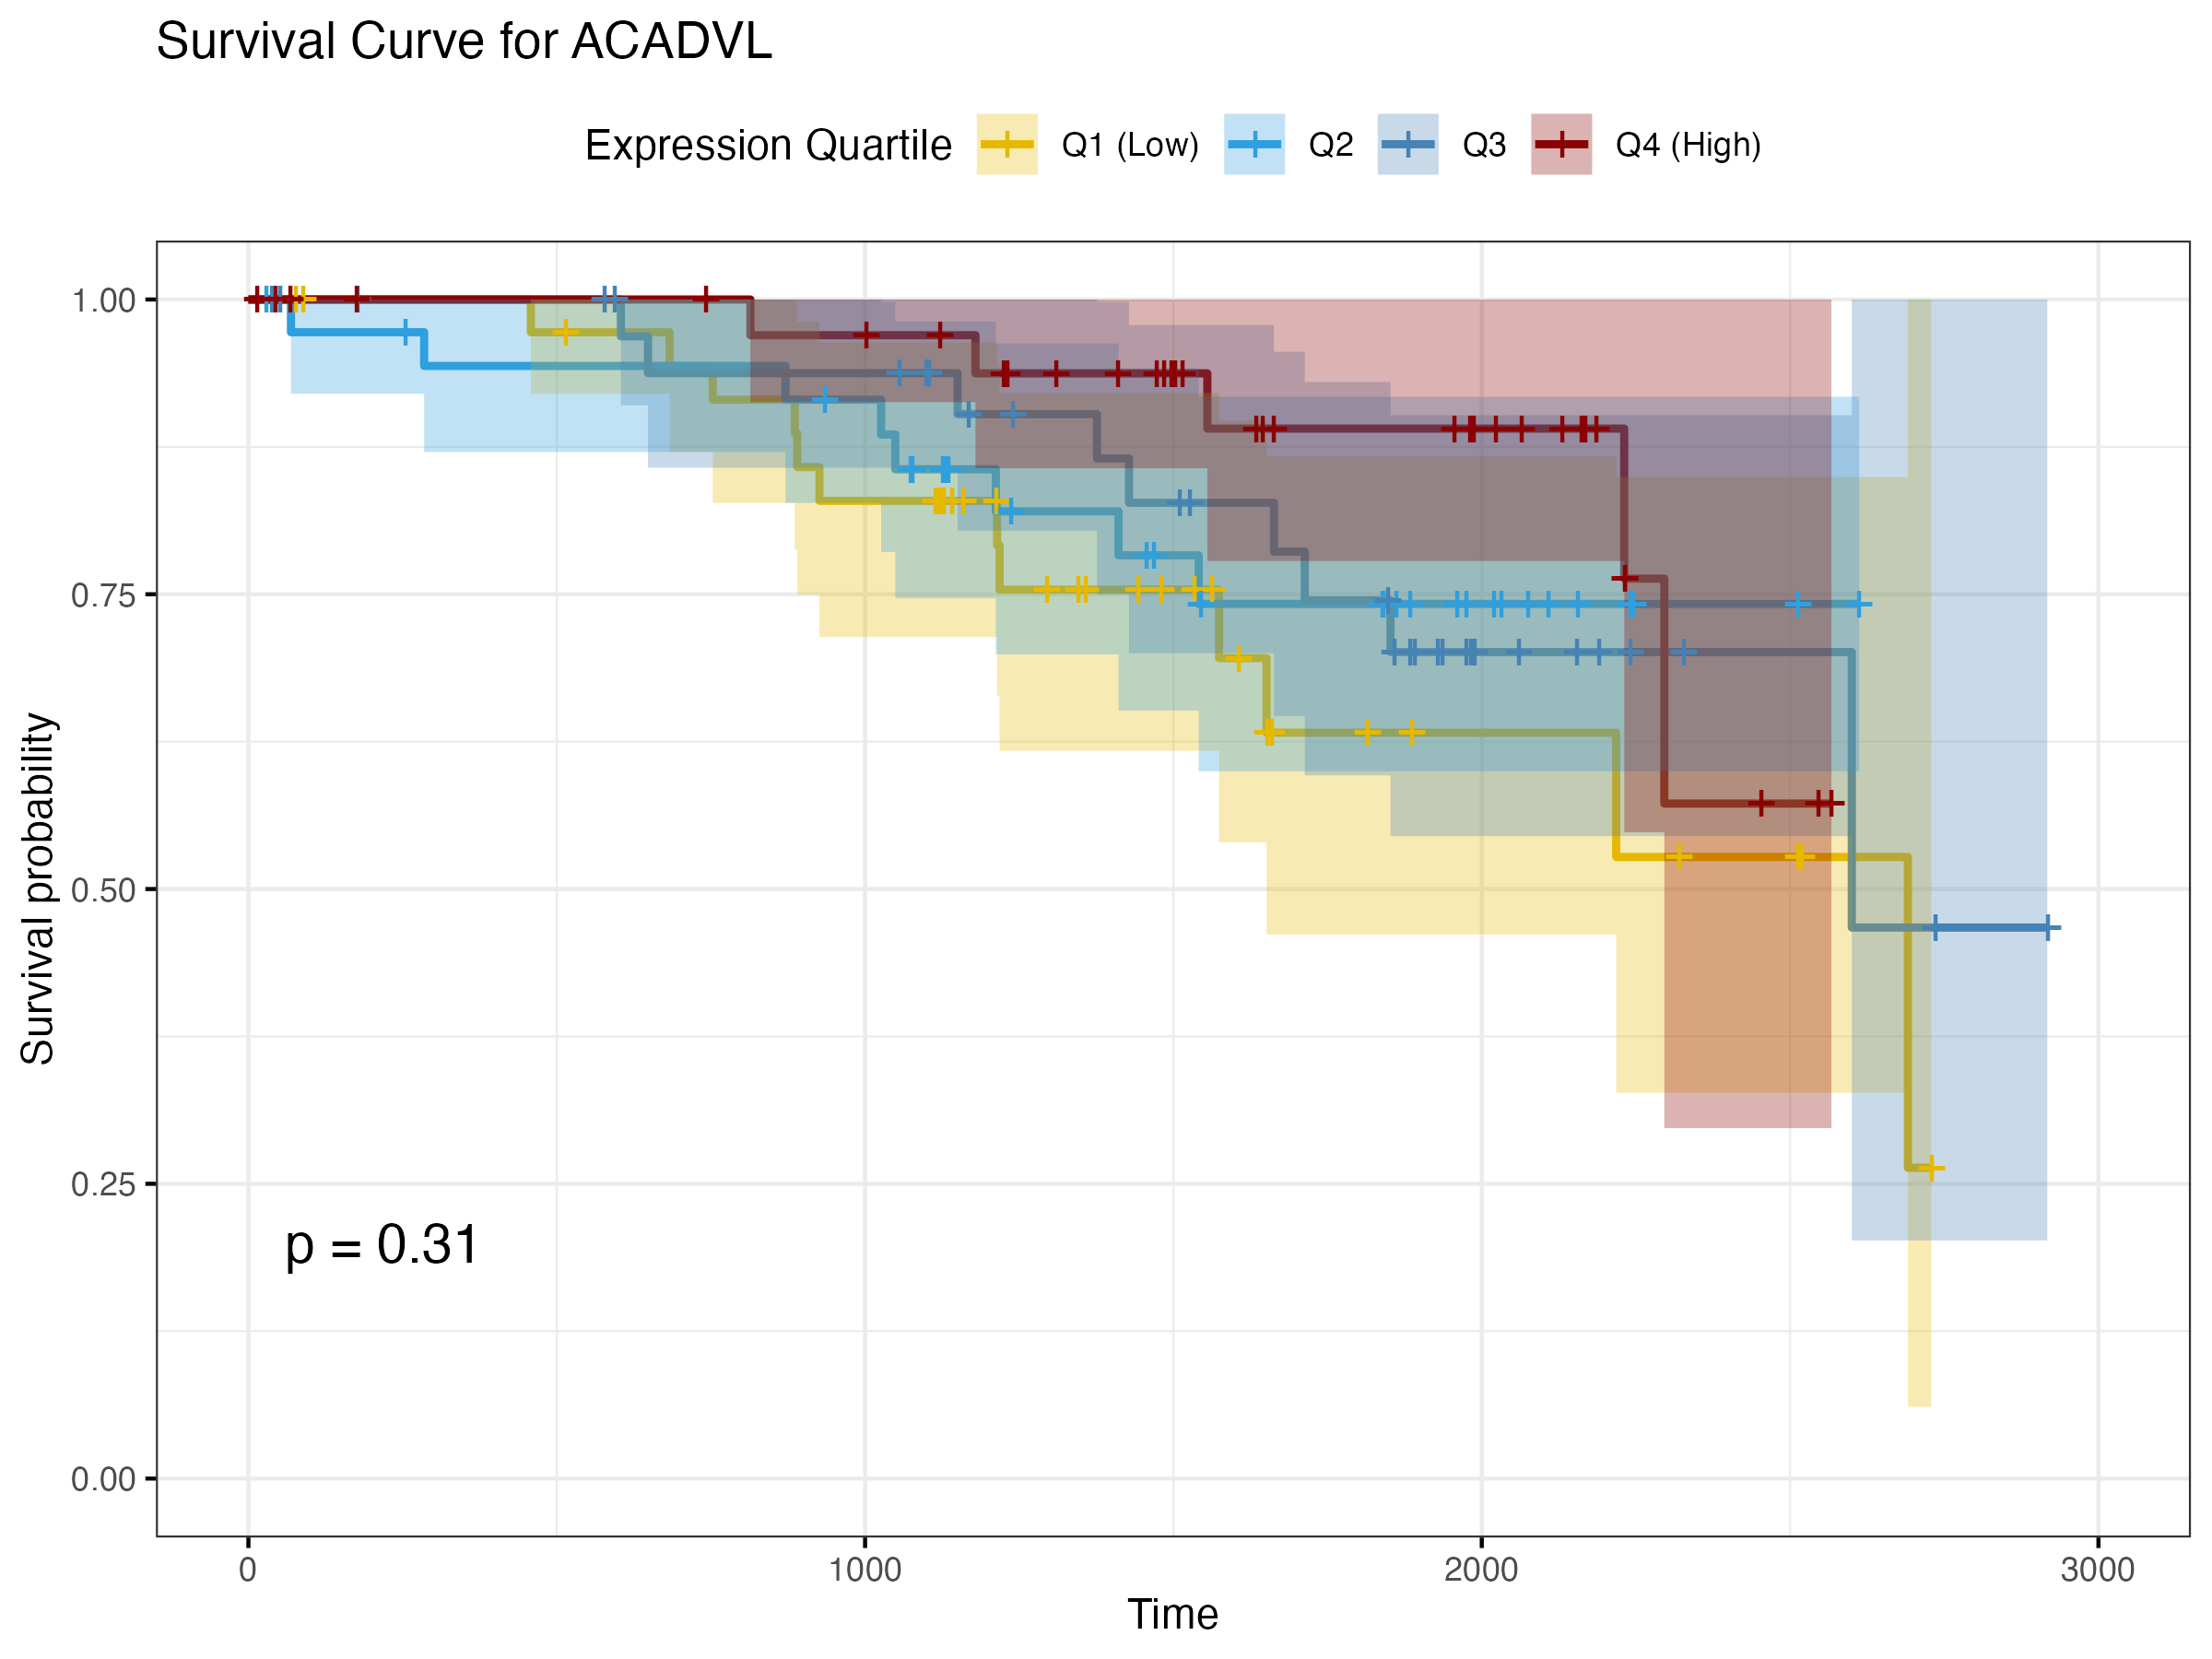 Survival Curve for ACADVL
Expression Quartile Q1 (Low) Q2 Q3 Q4 (High)
1.00
0.75
0.50
0.25
0.00
Survival probability
p = 0.31
0 1000 2000 3000
Time